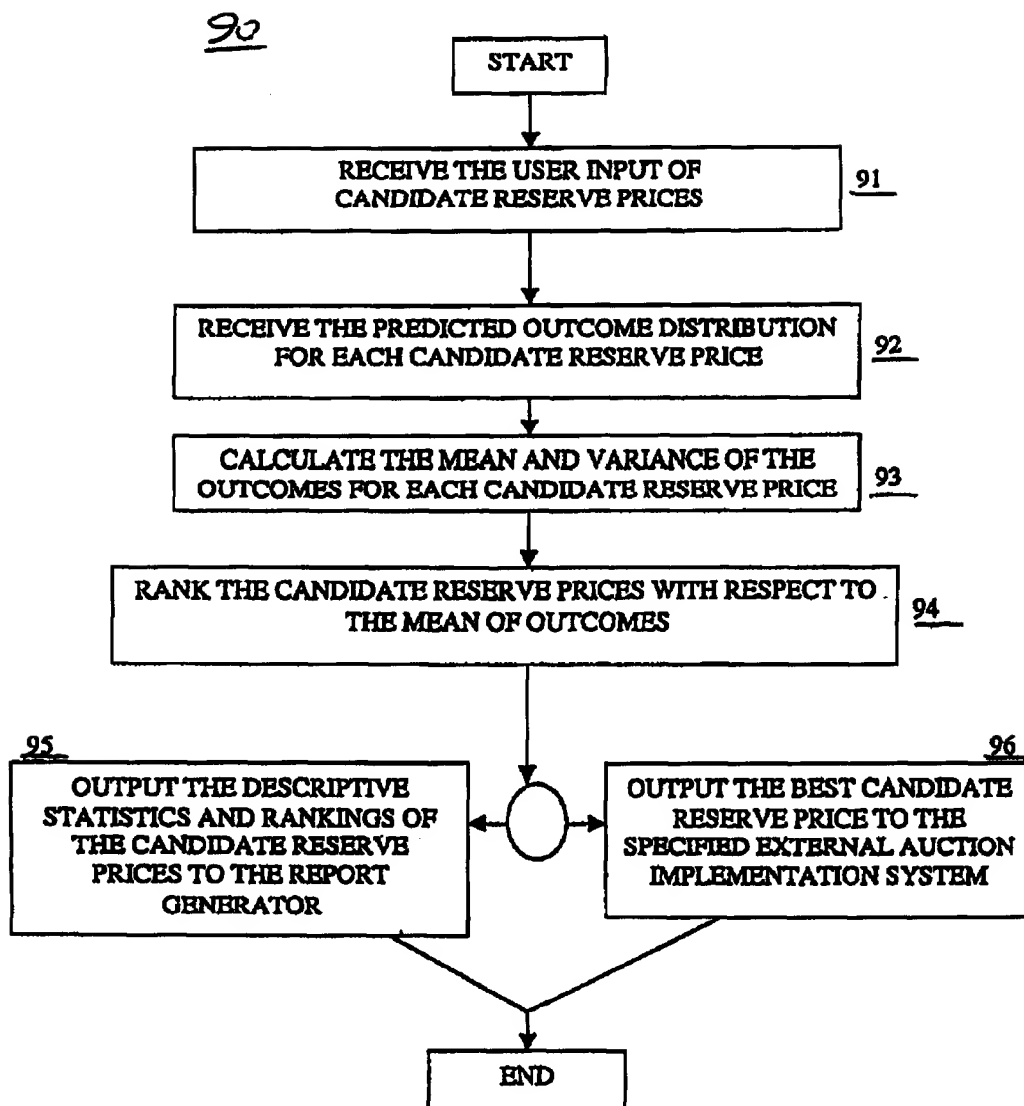 90
START
RECEIVE THE USER INPUT OF
CANDIDATE RESERVE PRICES
91
RECEIVE THE PREDICTED OUTCOME DISTRIBUTION
FOR EACH CANDIDATE RESERVE PRICE
92
CALCULATE THE MEAN AND VARIANCE OF THE
OUTCOMES FOR EACH CANDIDATE RESERVE PRICE
93
RANK THE CANDIDATE RESERVE PRICES WITH RESPECT TO
THE MEAN OF OUTCOMES
94
95
OUTPUT THE DESCRIPTIVE
STATISTICS AND RANKINGS OF
THE CANDIDATE RESERVE
PRICES TO THE REPORT
GENERATOR
96
OUTPUT THE BEST CANDIDATE
RESERVE PRICE TO THE
SPECIFIED EXTERNAL AUCTION
IMPLEMENTATION SYSTEM
END